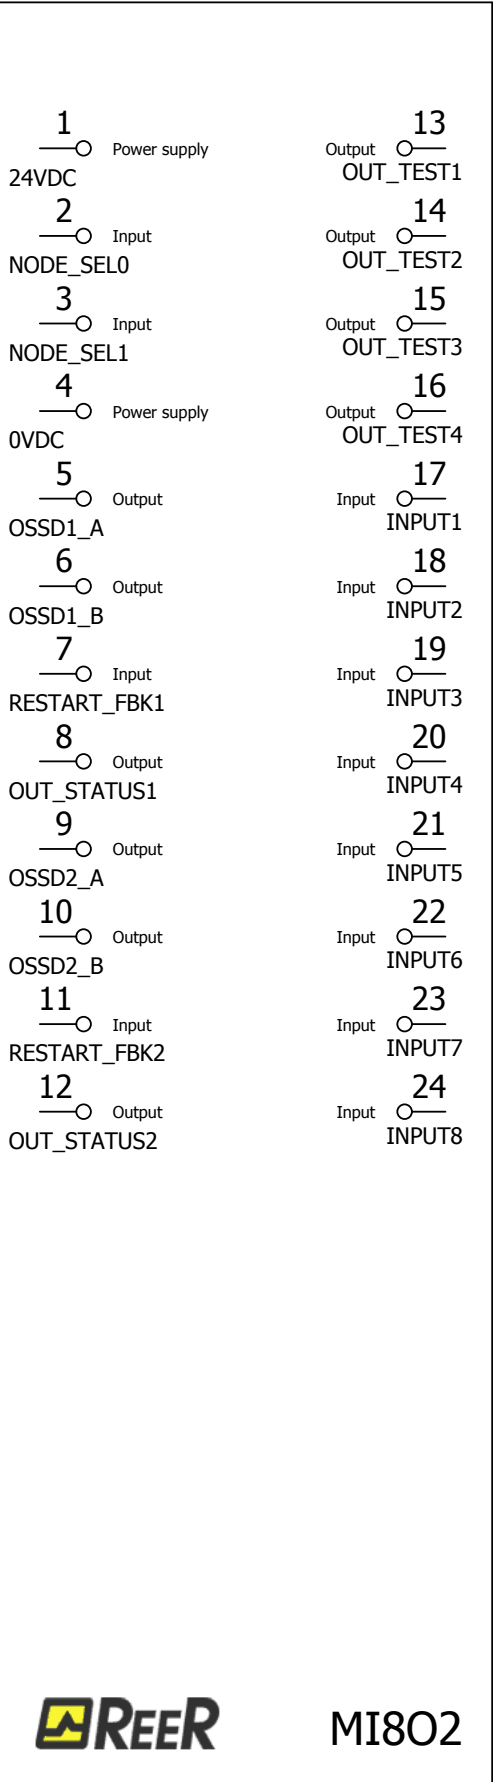 1
Power supply
24VDC
2
Input
NODE_SEL0
3
Input
NODE_SEL1
4
Power supply
0VDC
5
Output
OSSD1_A
6
Output
OSSD1_B
7
Input
RESTART_FBK1
8
Output
OUT_STATUS1
9
Output
OSSD2_A
10
Output
OSSD2_B
11
Input
RESTART_FBK2
12
Output
OUT_STATUS2
13
Output
OUT_TEST1
14
Output
OUT_TEST2
15
Output
OUT_TEST3
16
Output
OUT_TEST4
17
Input
INPUT1
18
Input
INPUT2
19
Input
INPUT3
20
Input
INPUT4
21
Input
INPUT5
22
Input
INPUT6
23
Input
INPUT7
24
Input
INPUT8
REER
MI8O2